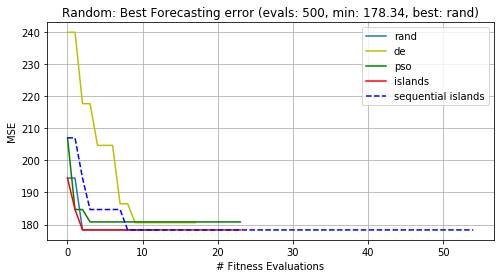 Random: Best Forecasting error (evals: 500, min: 178.34, best: rand)
rand
de
pso
islands
sequential islands
MSE
240
230
220
210
200
190
180
0 10 20 30 40 50
# Fitness Evaluations